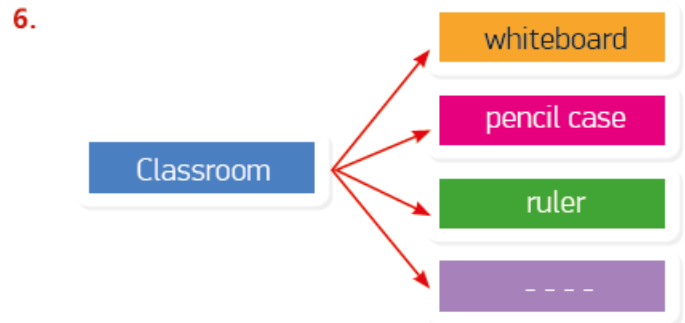 6.
whiteboard
pencil case
Classroom
ruler
_ _ _ _